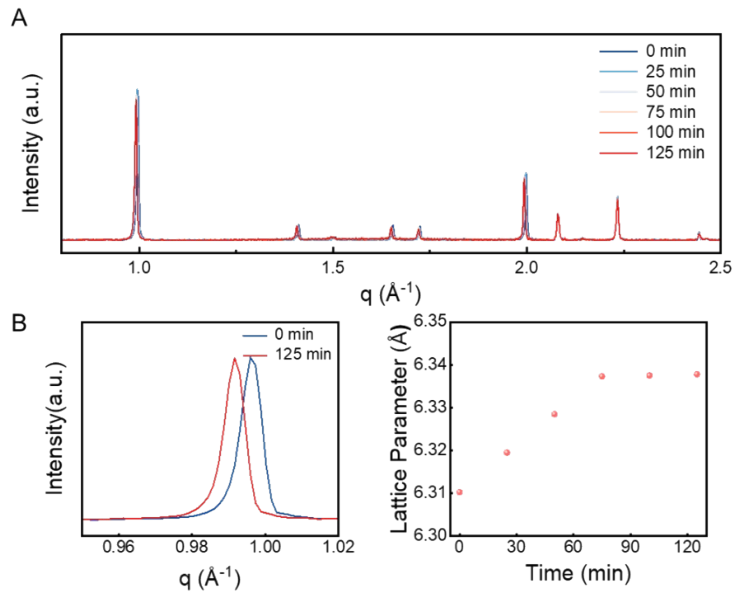 A
Intensity (a.u.)
0 min
25 min
50 min
75 min
100 min
125 min
1.0
1.5
2.0
2.5
q (Å⁻¹)
B
Intensity(a.u.)
0 min
125 min
0.96
0.98
1.00
1.02
q (Å⁻¹)
Lattice Parameter (Å)
6.35
6.34
6.33
6.32
6.31
6.30
0
30
60
90
120
Time (min)